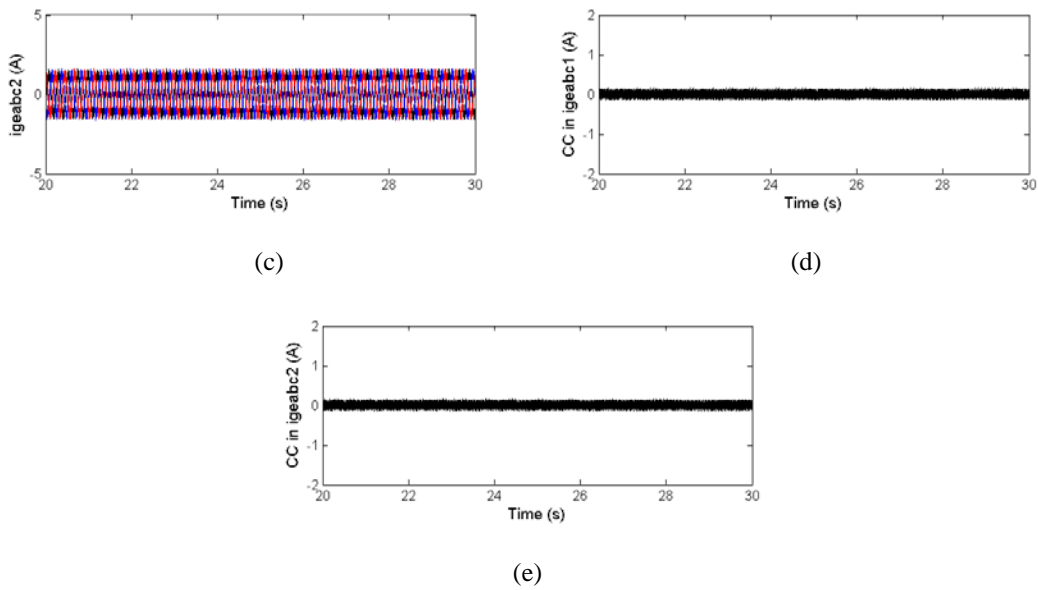 igeabc2 (A)
5
0
-5
20 22 24 26 28 30
Time (s)
(c)
CC in igeabc1 (A)
2
1
0
-1
-2
20 22 24 26 28 30
Time (s)
(d)
CC in igeabc2 (A)
2
1
0
-1
-2
20 22 24 26 28 30
Time (s)
(e)